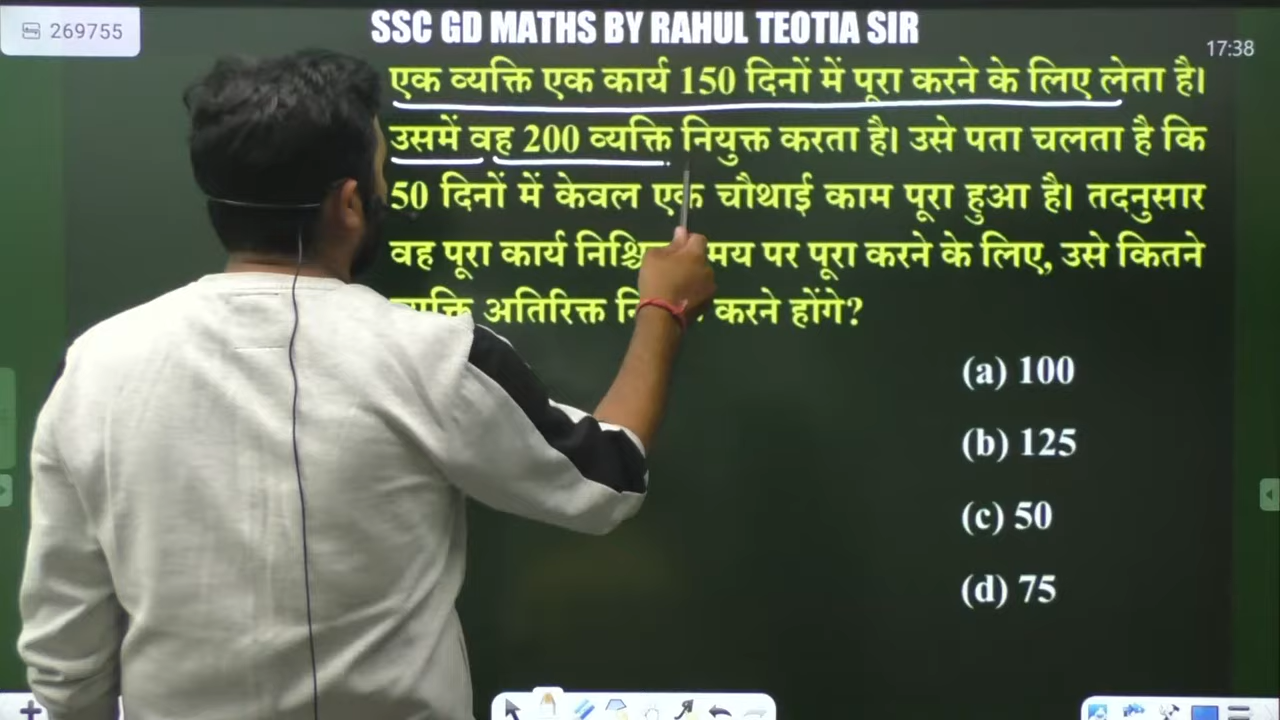 269755
SSC GD MATHS BY RAHUL TEOTIA SIR
17:38
एक व्यक्ति एक कार्य 150 दिनों में पूरा करने के लिए लेता है।
उसमें वह 200 व्यक्ति नियुक्त करता है। उसे पता चलता है कि
50 दिनों में केवल एक चौथाई काम पूरा हुआ है। तदनुसार
वह पूरा कार्य पर पूरा करने के लिए, उसे कितने
अतिरिक्त करने होंगे?
(a) 100
(b) 125
(c) 50
(d) 75